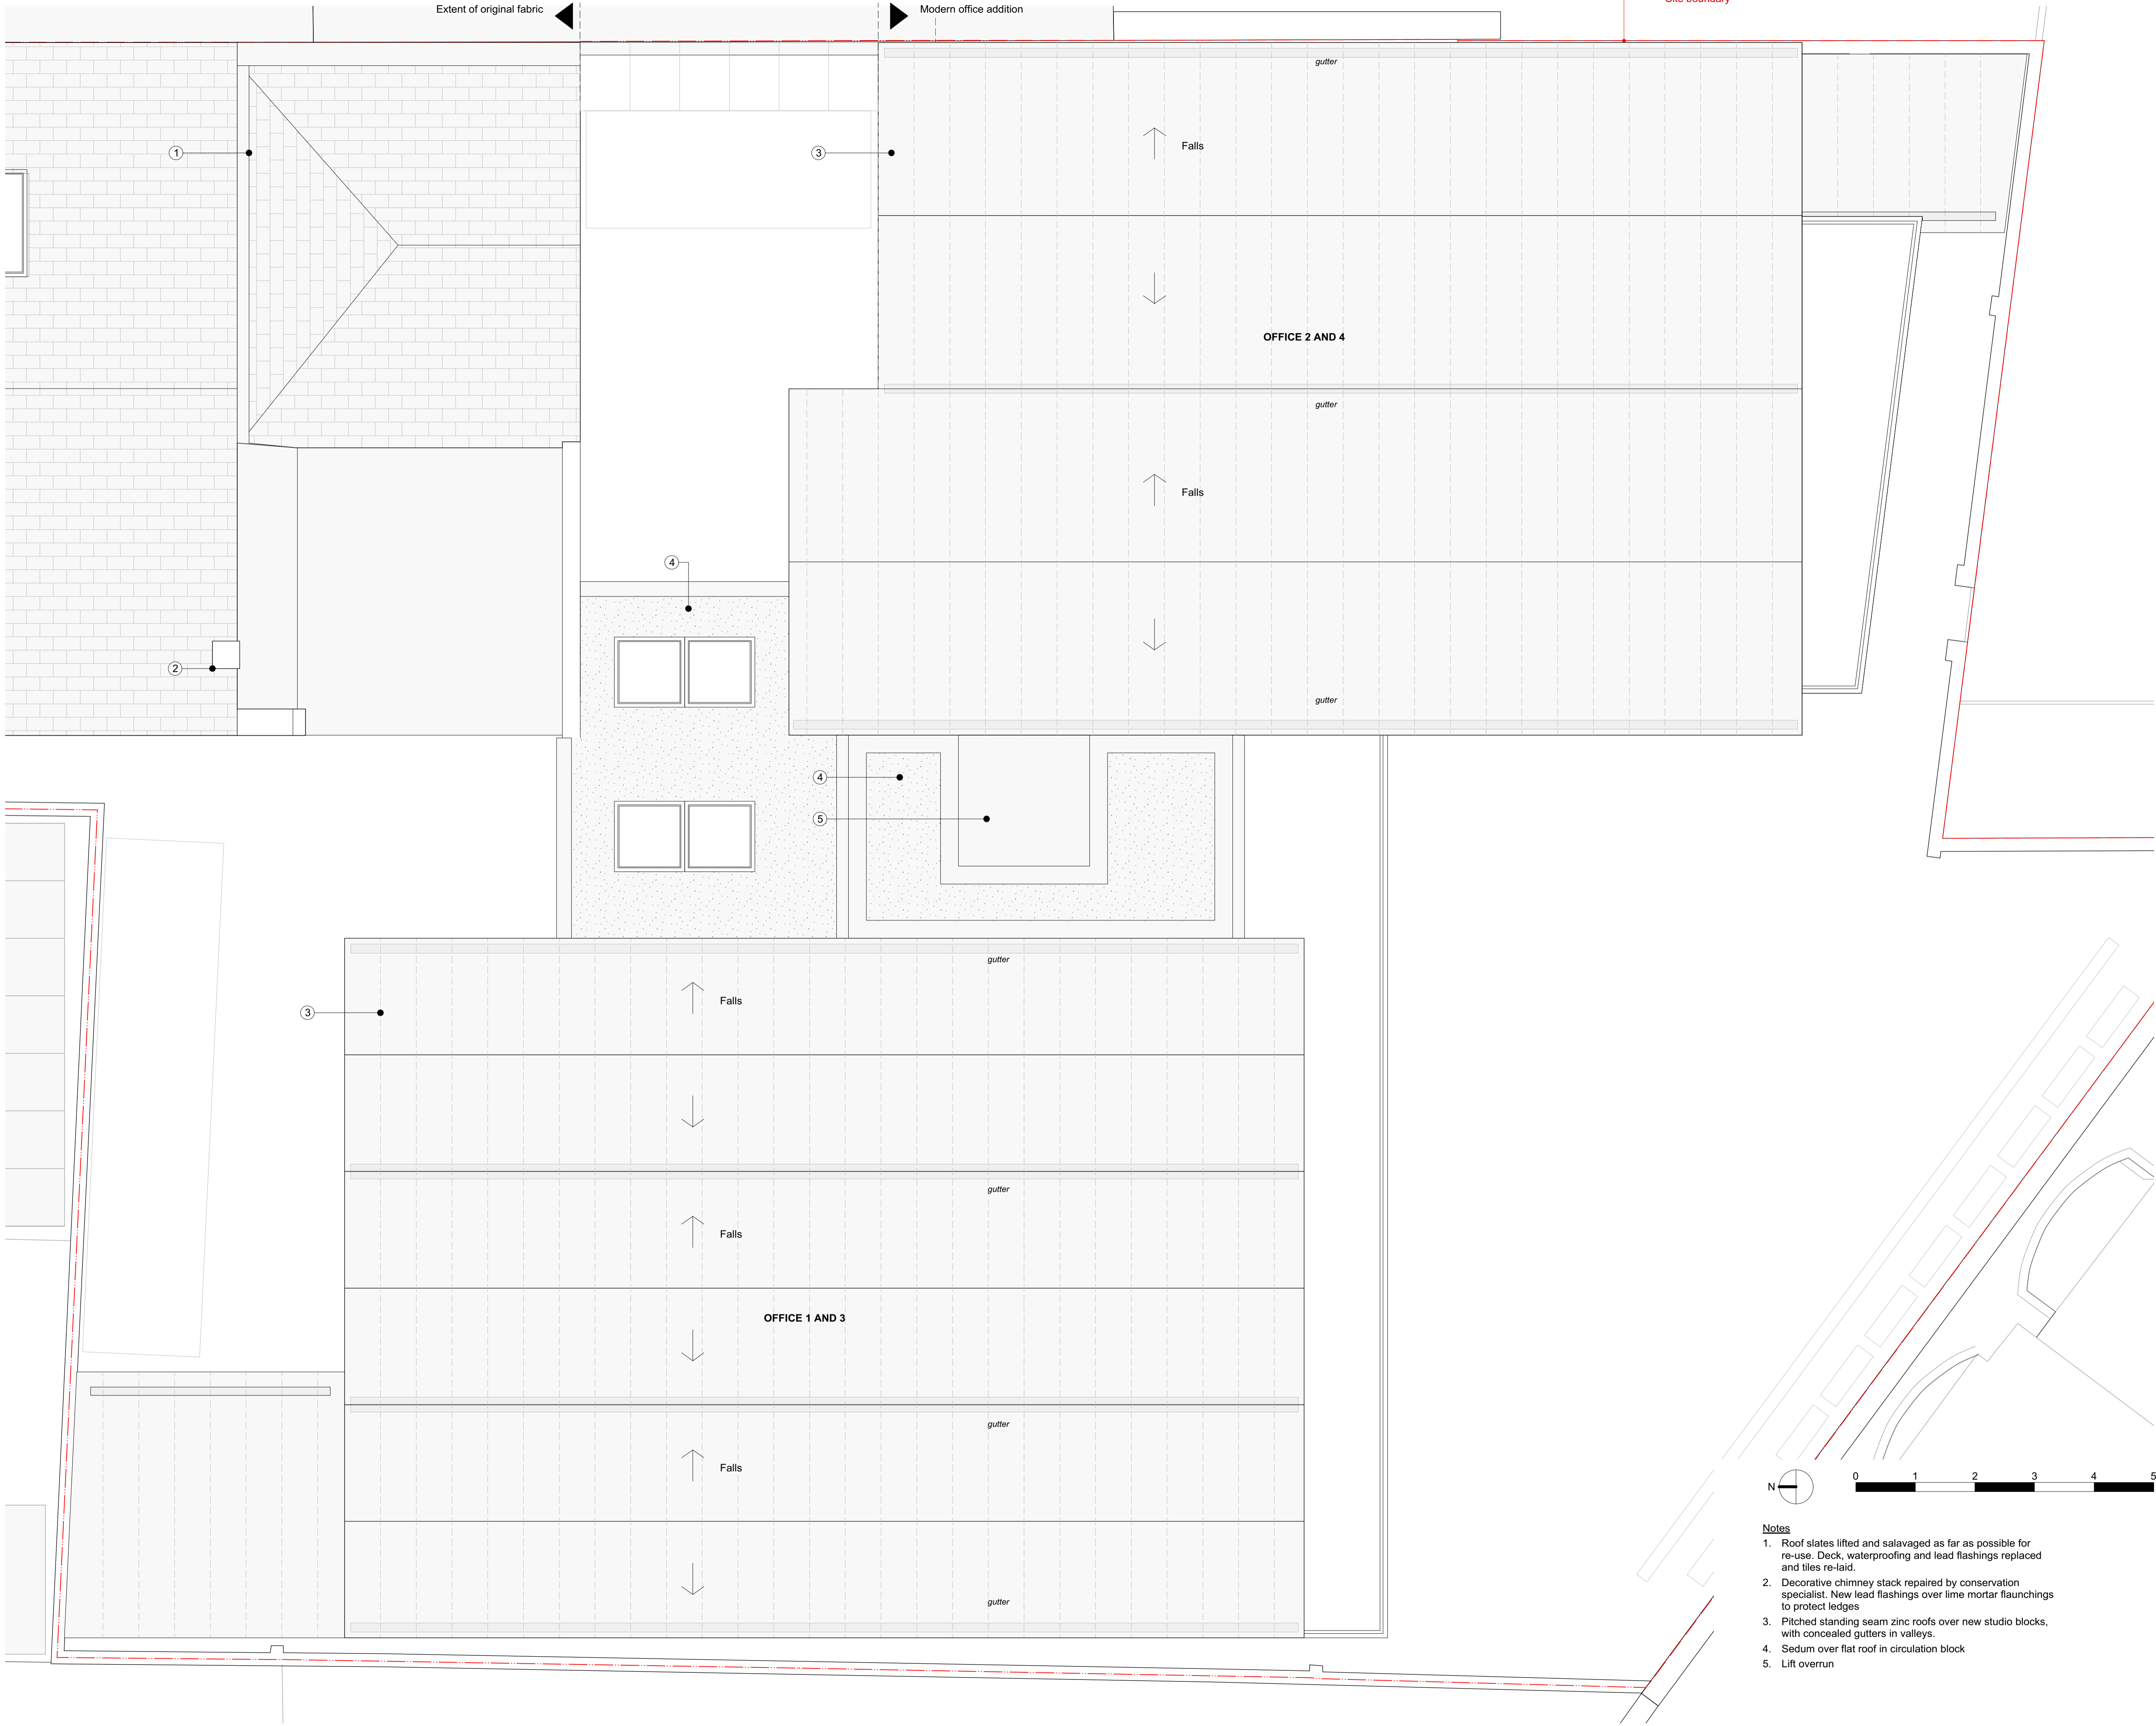 Extent of original fabric
Modern office addition
Site boundary
gutter
1
3
Falls
OFFICE 2 AND 4
gutter
Falls
4
2
gutter
4
5
gutter
3
Falls
gutter
Falls
OFFICE 1 AND 3
gutter
Falls
gutter
N
0 1 2 3 4 5
Notes
1. Roof slates lifted and salavaged as far as possible for
re-use. Deck, waterproofing and lead flashings replaced
and tiles re-laid.
2. Decorative chimney stack repaired by conservation
specialist. New lead flashings over lime mortar flaunchings
to protect ledges
3. Pitched standing seam zinc roofs over new studio blocks,
with concealed gutters in valleys.
4. Sedum over flat roof in circulation block
5. Lift overrun